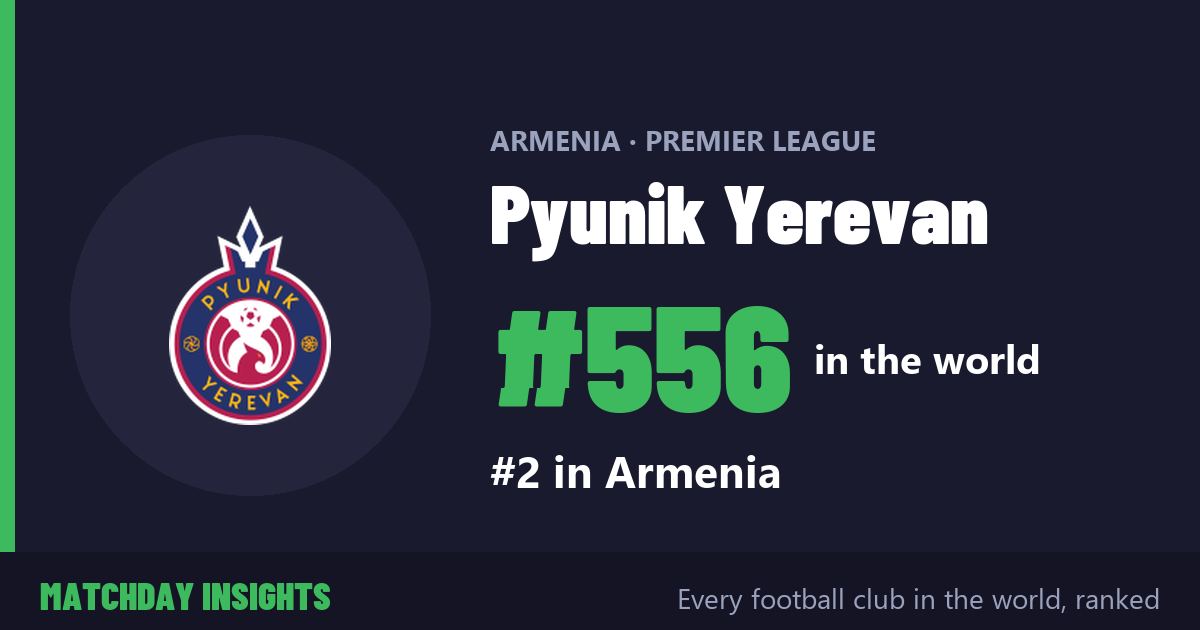 ARMENIA · PREMIER LEAGUE
Pyunik Yerevan
PYUNIK
YEREVAN
#556 in the world
#2 in Armenia
MATCHDAY INSIGHTS
Every football club in the world, ranked